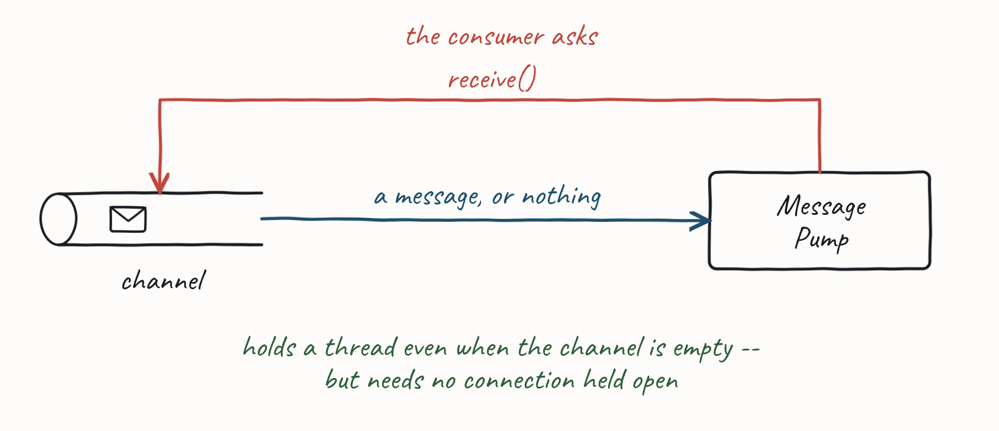 the consumer asks
receive()
a message, or nothing
Message
Pump
channel
holds a thread even when the channel is empty --
but needs no connection held open